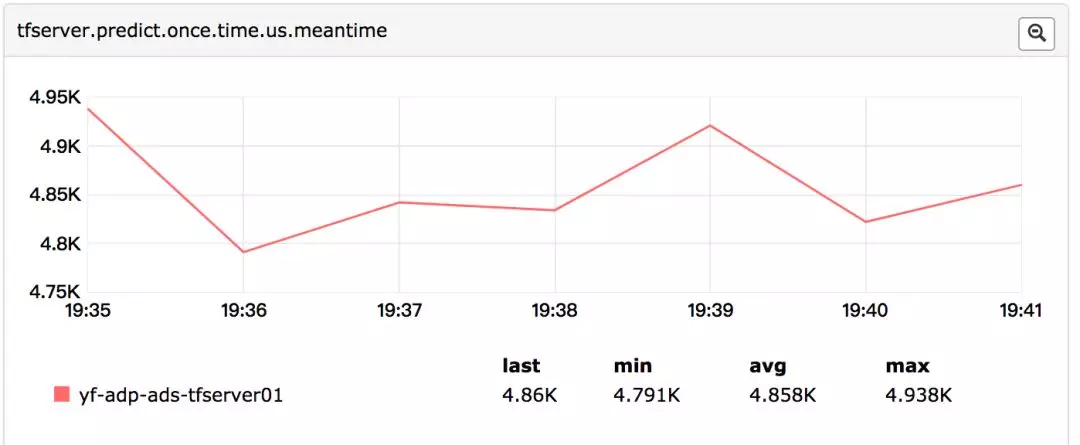 tfserver.predict.once.time.us.meantime
4.95K
4.9K
4.85K
4.8K
4.75K
19:35 19:36 19:37 19:38 19:39 19:40 19:41
last min avg max
yf-adp-ads-tfserver01 4.86K 4.791K 4.858K 4.938K